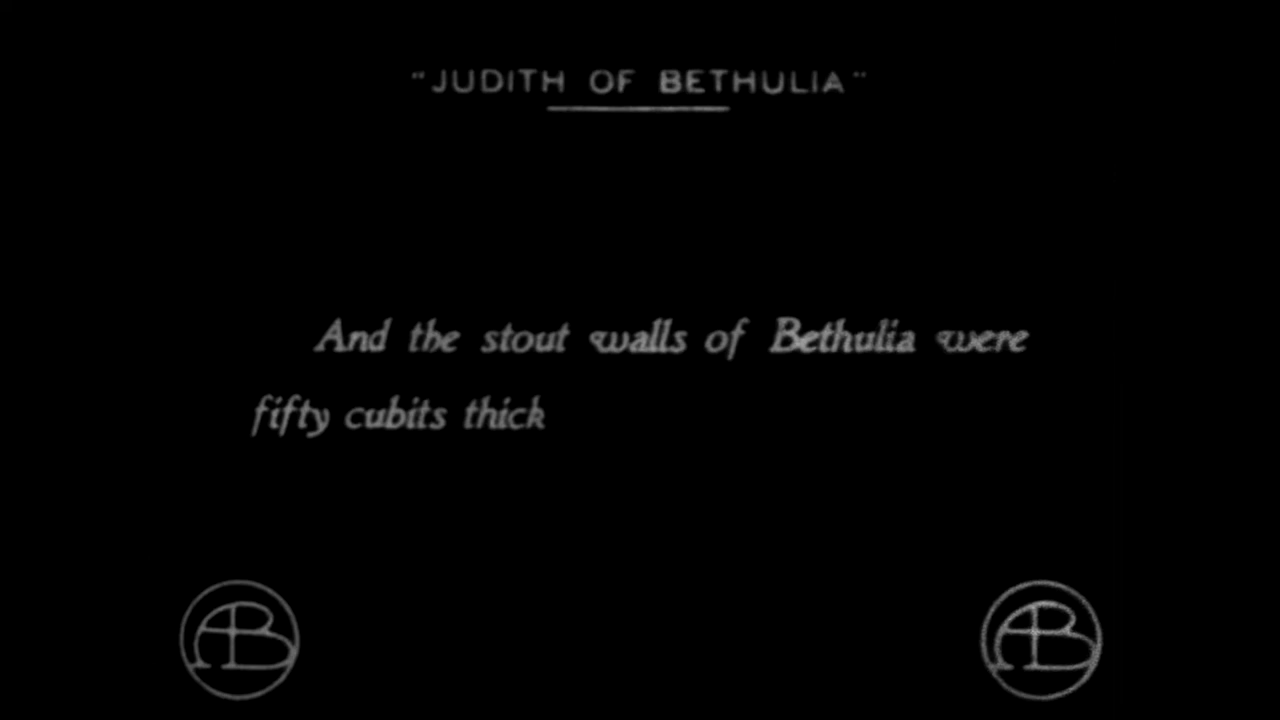 "JUDITH OF BETHULIA"
And the stout walls of Bethulia were
fifty cubits thick
AB
AB